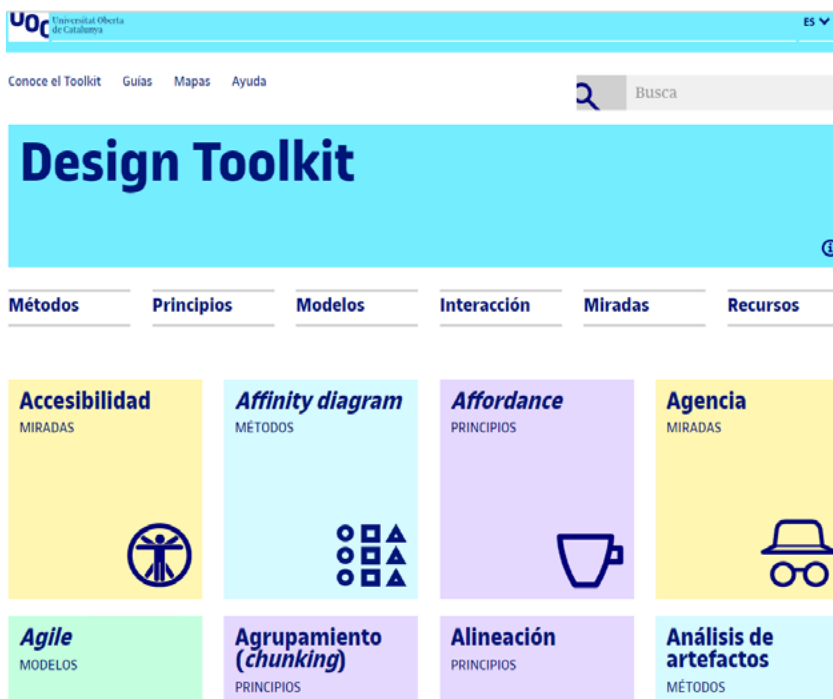 UOC Universitat Oberta
de Catalunya
ES
Conoce el Toolkit Guías Mapas Ayuda
Busca
Design Toolkit
Métodos Principios Modelos Interacción Miradas Recursos
Accesibilidad
MIRADAS
Affinity diagram
MÉTODOS
Affordance
PRINCIPIOS
Agencia
MIRADAS
Agile
MODELOS
Agrupamiento
(chunking)
PRINCIPIOS
Alineación
PRINCIPIOS
Análisis de
artefactos
MÉTODOS